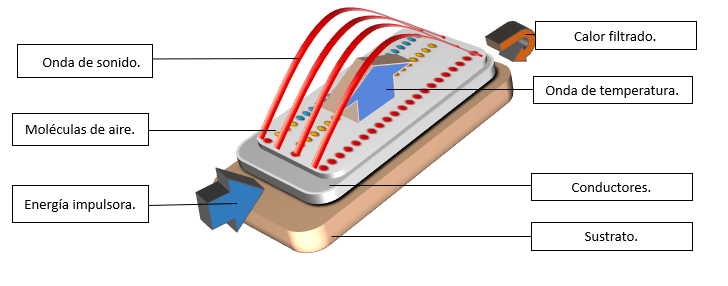 Onda de sonido.
Moléculas de aire.
Energía impulsora.
Calor filtrado.
Onda de temperatura.
Conductores.
Sustrato.